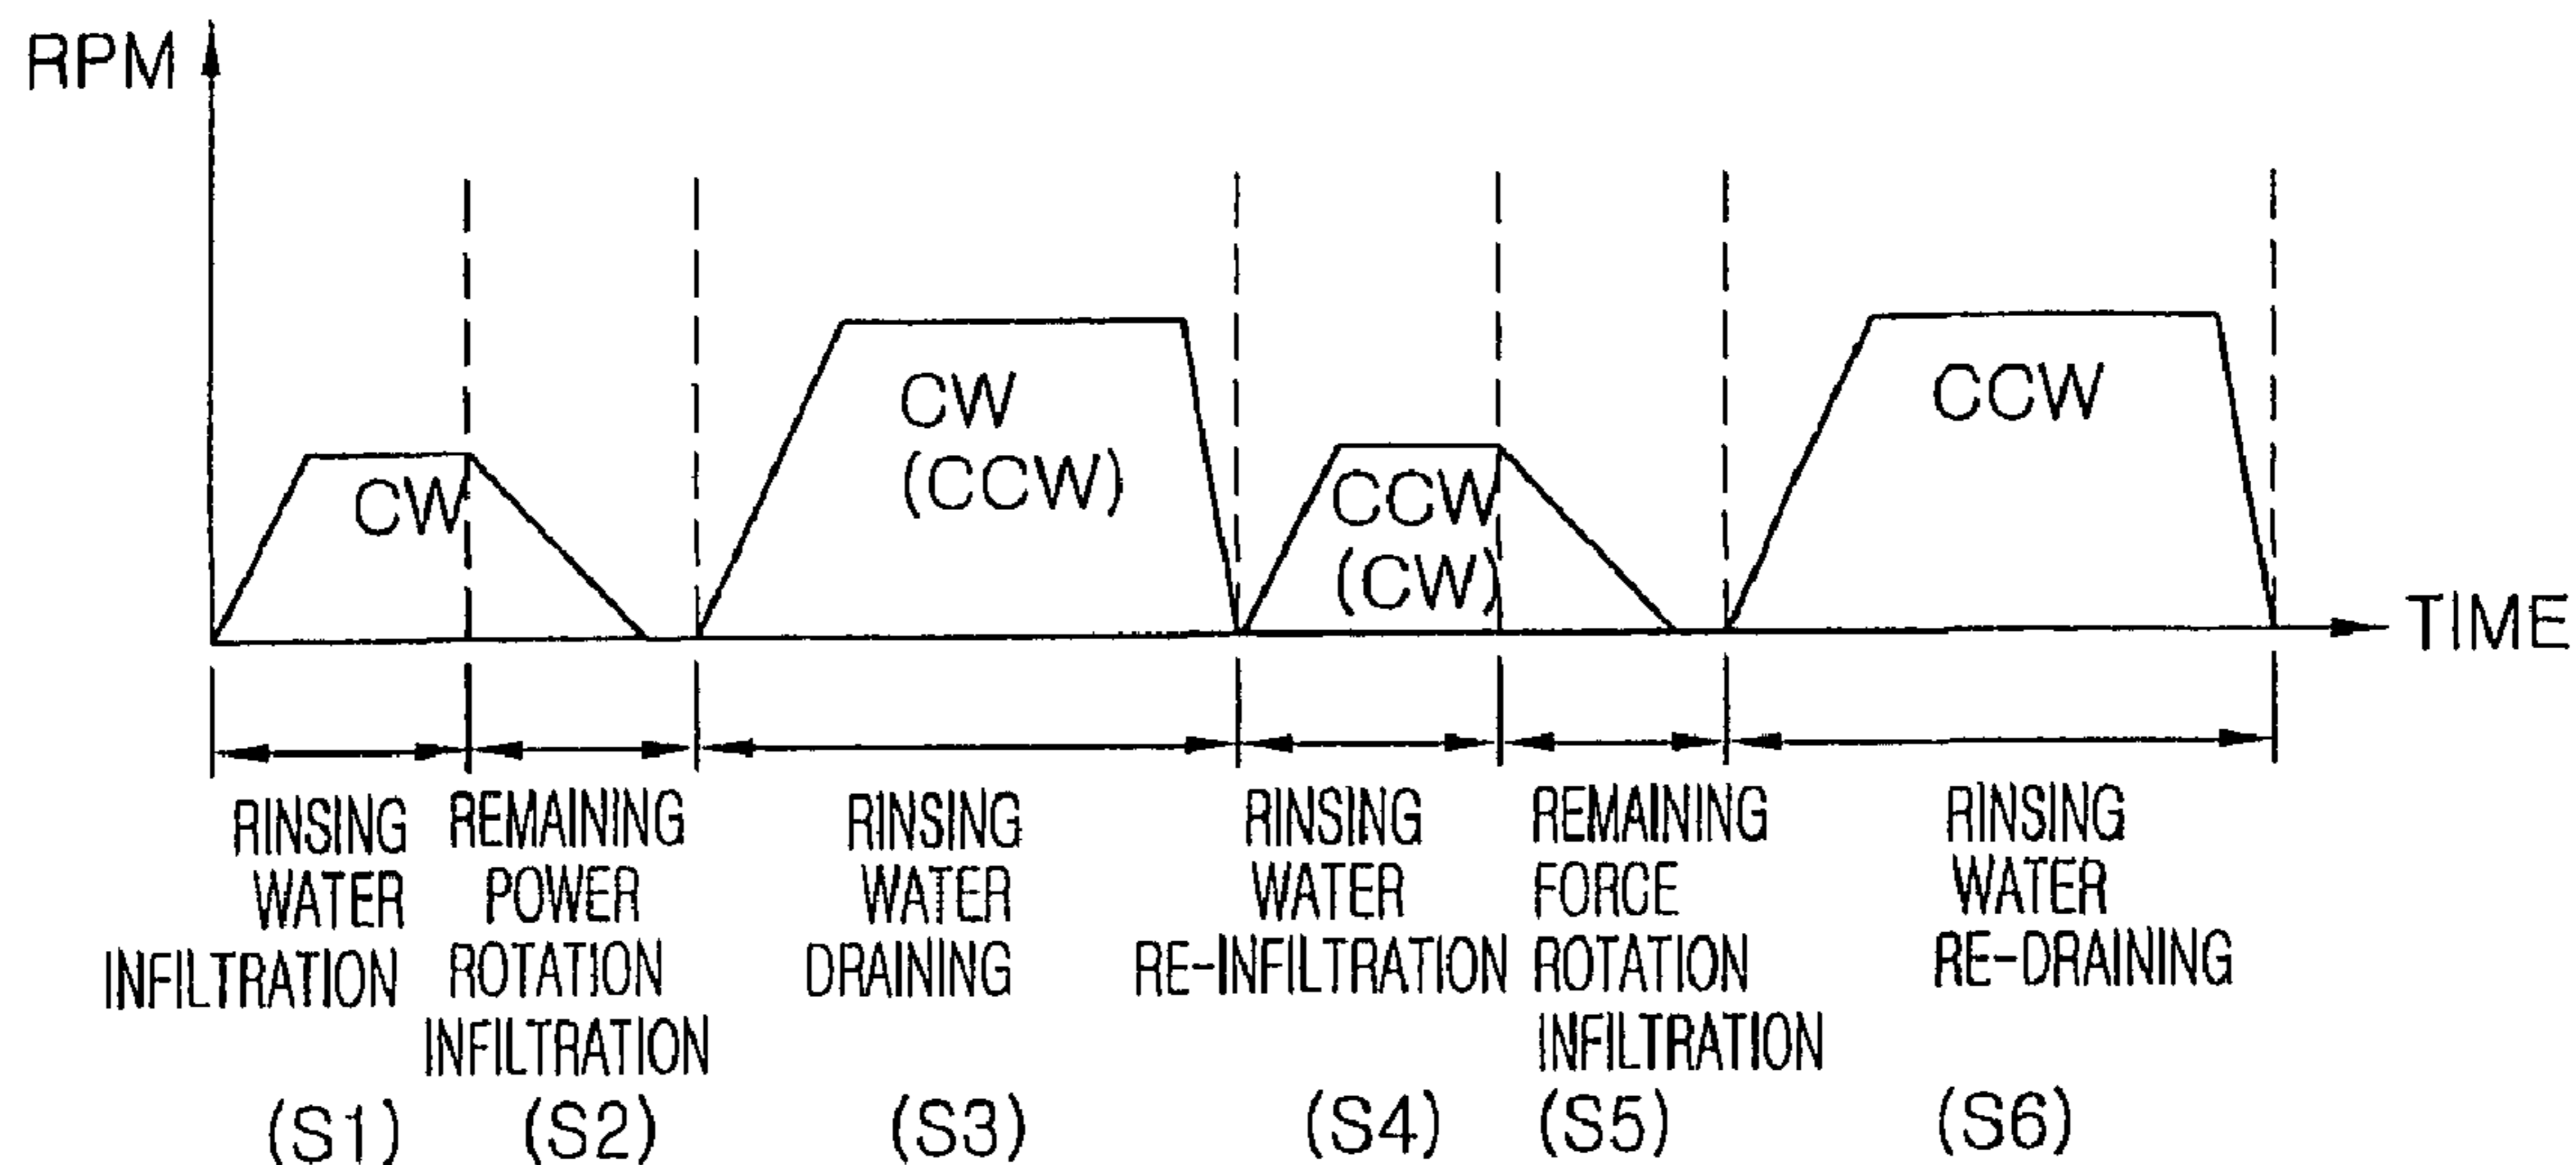 RPM
CW
CW
(CCW)
CCW
(CW)
CCW
TIME
RINSING
WATER
INFILTRATION
(S1)
REMAINING
POWER
ROTATION
INFILTRATION
(S2)
RINSING
WATER
DRAINING
(S3)
RINSING
WATER
RE-INFILTRATION
(S4)
REMAINING
FORCE
ROTATION
INFILTRATION
(S5)
RINSING
WATER
RE-DRAINING
(S6)